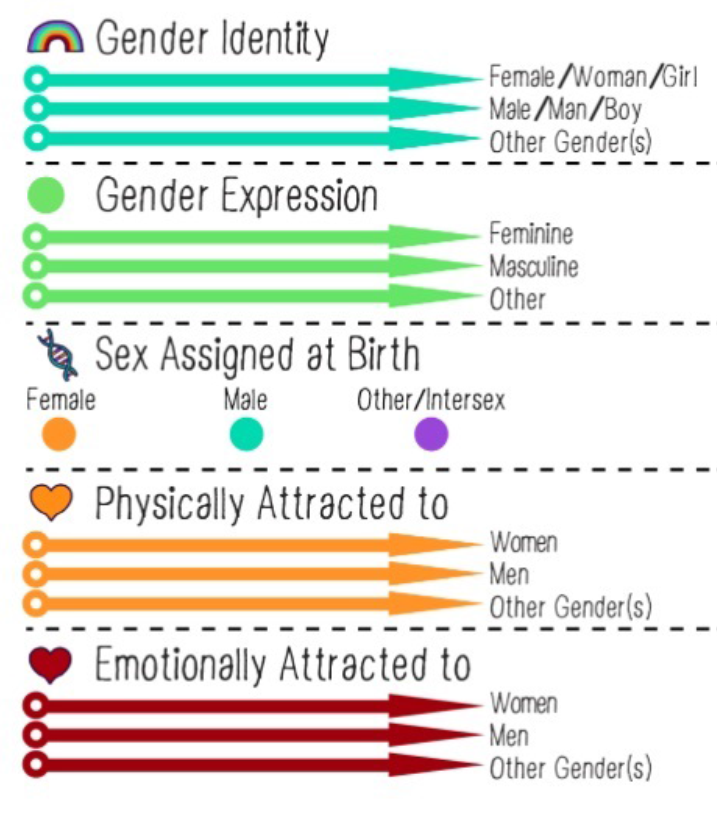 Gender Identity
Female/Woman/Girl
Male/Man/Boy
Other Gender(s)
Gender Expression
Feminine
Masculine
Other
Sex Assigned at Birth
Female Male Other/Intersex
Physically Attracted to
Women
Men
Other Gender(s)
Emotionally Attracted to
Women
Men
Other Gender(s)